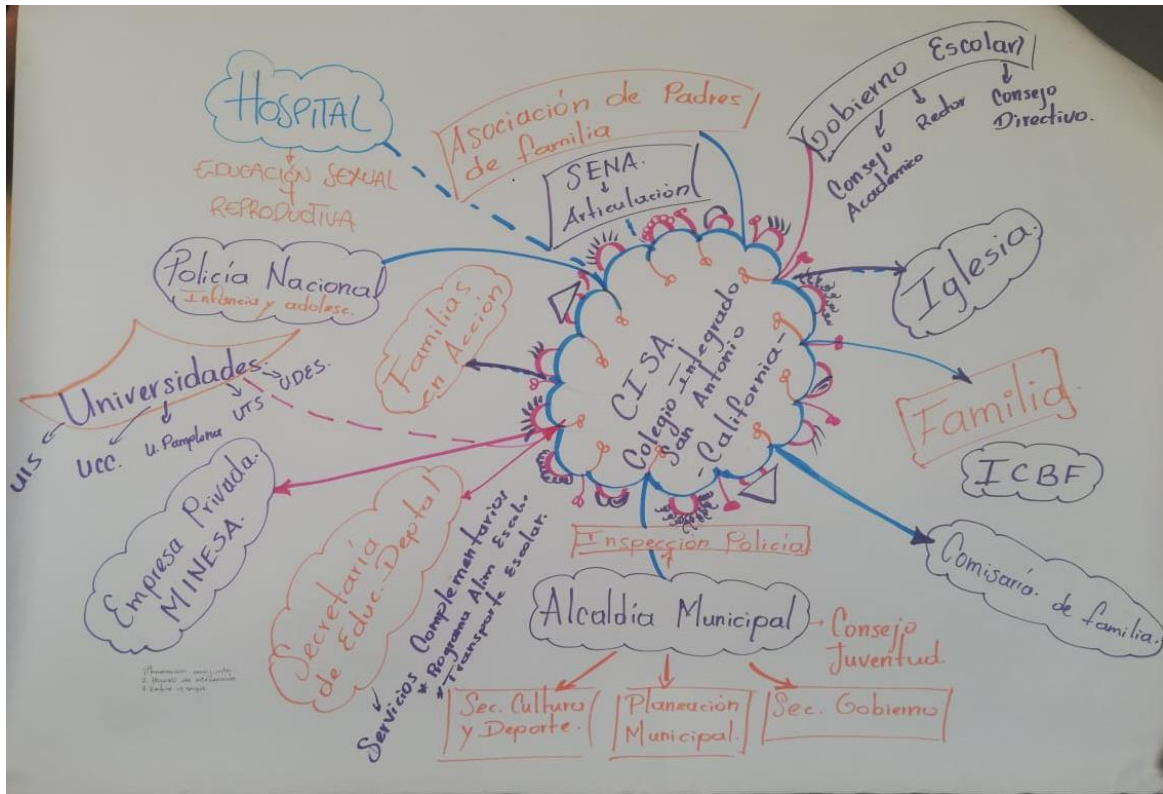 HOSPITAL
EDUCACIÓN SEXUAL
Y
REPRODUCTIVA
Asociación de Padres
de familia
SENA.
Articulación
Gobierno Escolar
Consejo
Académico
Rector
Consejo
Directivo.
Policía Nacional
Infancia y adolesc.
Familias
en Acción
Iglesia.
Universidades.
UIS
UCC.
U. Pamplona
UTS
UDES.
CISA.
Colegio Integrado
San Antonio
-California-
Familia
ICBF
Comisaría de familia.
Empresa Privada.
MINESA.
Secretaría
de Educ. Deptal
Servicios Complementarios
* Programa Alim Escol.
* Transporte Escolar.
Inspección Policía
Alcaldía Municipal
Consejo
Juventud.
Sec. Cultura
y Deporte.
Planeación
Municipal.
Sec. Gobierno